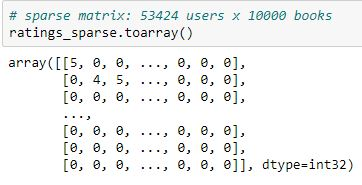 # sparse matrix: 53424 users x 10000 books
ratings_sparse.toarray()
array([[5, 0, 0, ..., 0, 0, 0],
[0, 4, 5, ..., 0, 0, 0],
[0, 0, 0, ..., 0, 0, 0],
...,
[0, 0, 0, ..., 0, 0, 0],
[0, 0, 0, ..., 0, 0, 0],
[0, 0, 0, ..., 0, 0, 0]], dtype=int32)